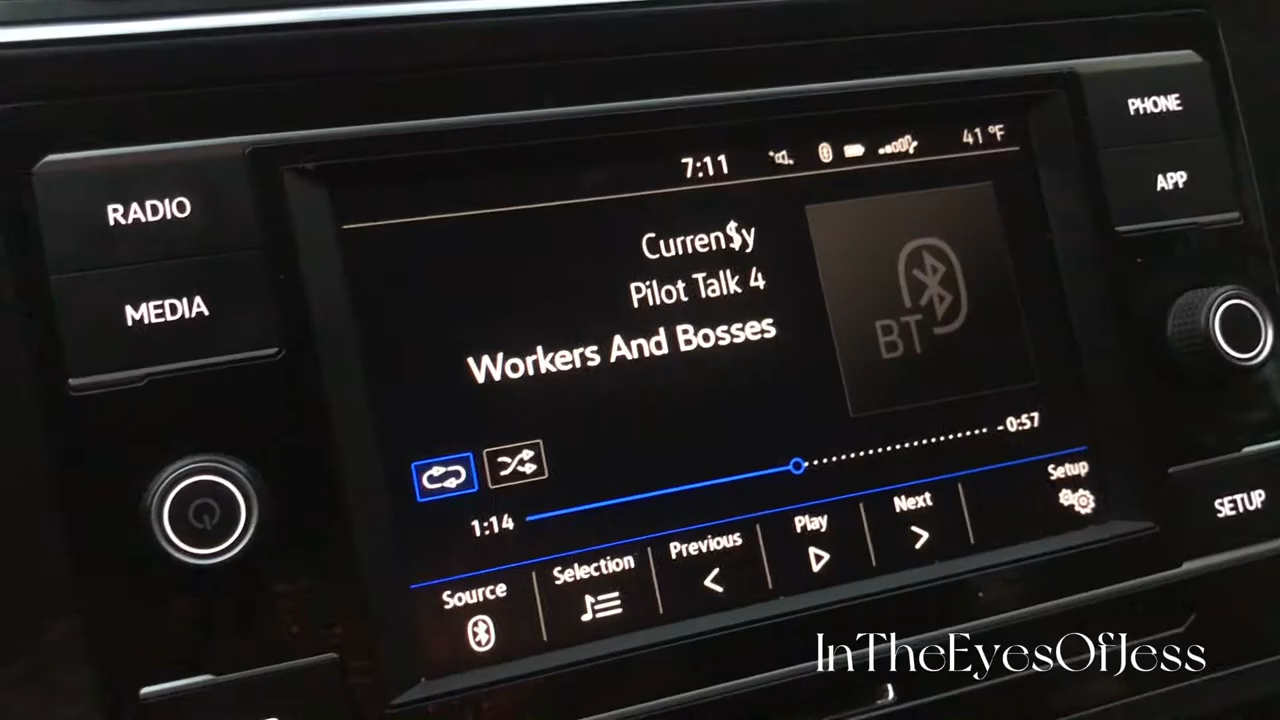 7:11
41 °F
Curren$y
Pilot Talk 4
Workers And Bosses
BT
1:14
-0:57
Source
Selection
Previous
Play
Next
Setup
RADIO
MEDIA
PHONE
APP
SETUP
InTheEyesOfJess